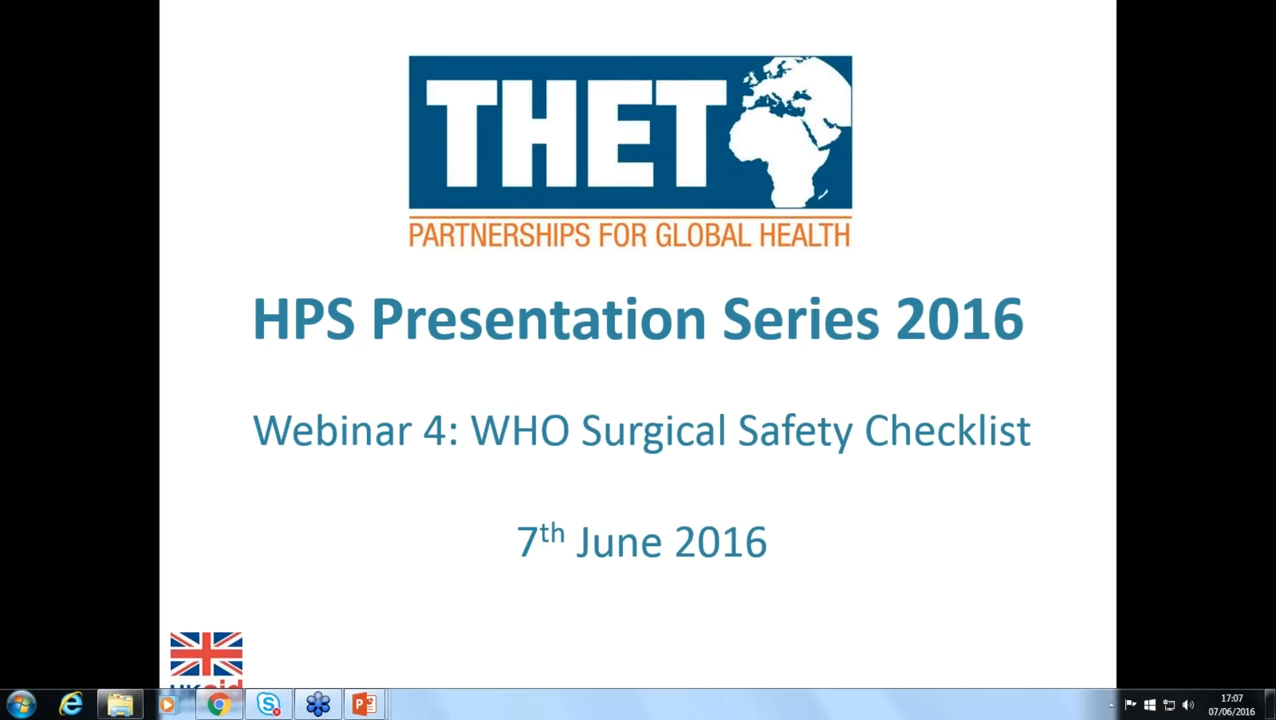 THET
PARTNERSHIPS FOR GLOBAL HEALTH
HPS Presentation Series 2016
Webinar 4: WHO Surgical Safety Checklist
7th June 2016
17:07
07/06/2016